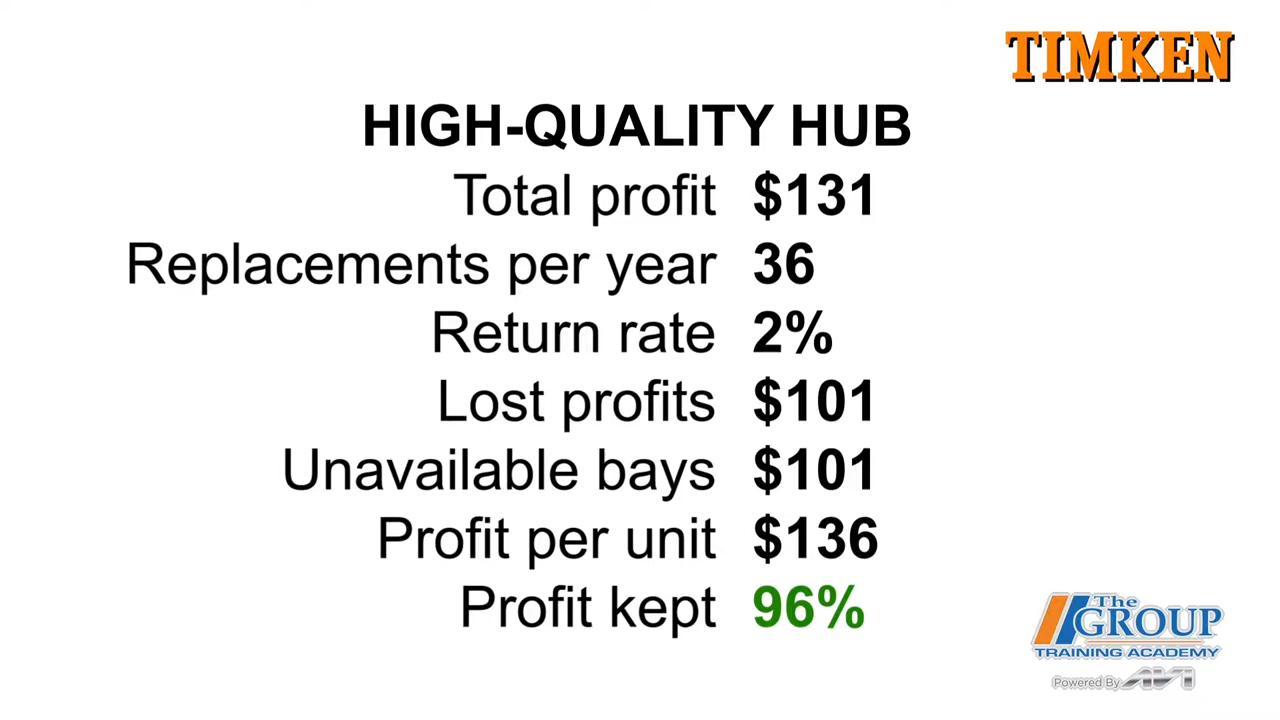 TIMKEN
HIGH-QUALITY HUB
Total profit $131
Replacements per year 36
Return rate 2%
Lost profits $101
Unavailable bays $101
Profit per unit $136
Profit kept 96%
The
GROUP
TRAINING ACADEMY
Powered By AVI